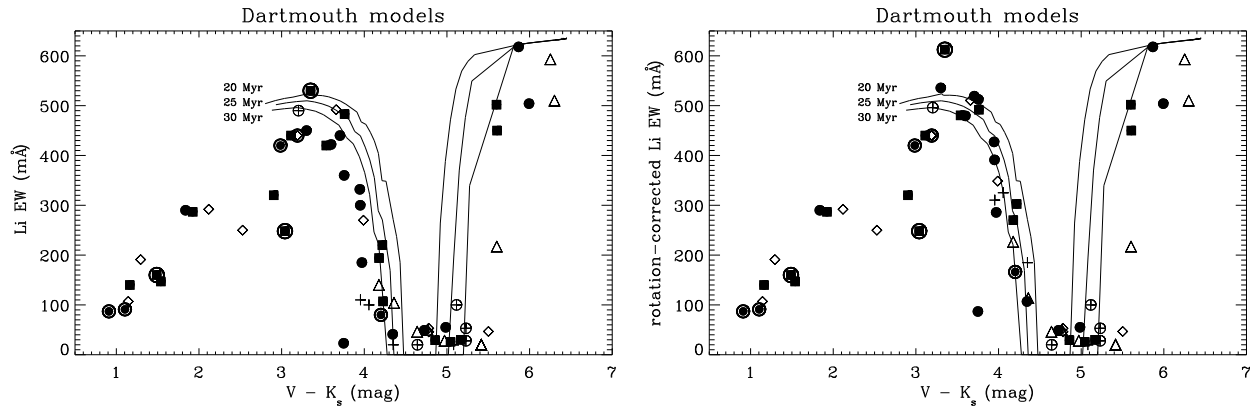 Dartmouth models
Li EW (mÅ)
600
500
400
300
200
100
0
20 Myr
25 Myr
30 Myr
1 2 3 4 5 6 7
V − Ks (mag)
Dartmouth models
rotation-corrected Li EW (mÅ)
600
500
400
300
200
100
0
20 Myr
25 Myr
30 Myr
1 2 3 4 5 6 7
V − Ks (mag)